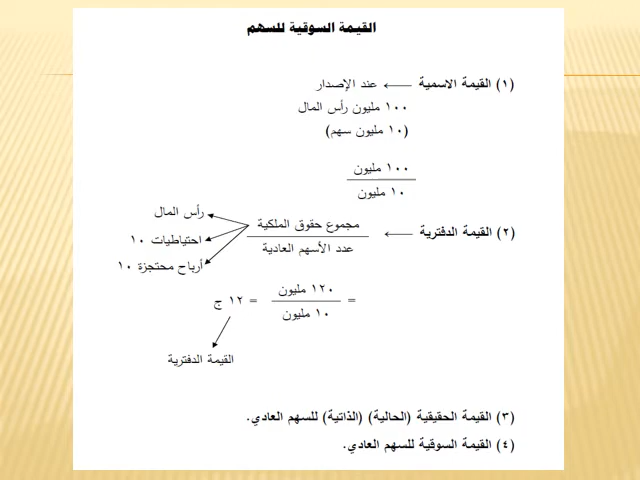 القيمة السوقية للسهم
(١) القيمة الاسمية ← عند الإصدار
١٠٠ مليون رأس المال
(١٠ مليون سهم)
١٠٠ مليون
١٠ مليون
(٢) القيمة الدفترية ← مجموع حقوق الملكية
عدد الأسهم العادية
رأس المال
احتياطيات ١٠
أرباح محتجزة ١٠
= ١٢٠ مليون
١٠ مليون
= ١٢ ج
القيمة الدفترية
(٣) القيمة الحقيقية (الحالية) (الذاتية) للسهم العادي.
(٤) القيمة السوقية للسهم العادي.